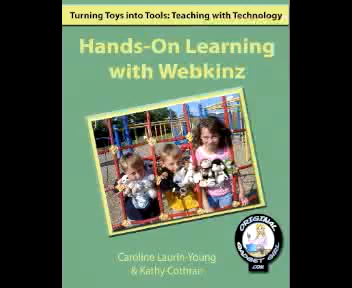 Turning Toys into Tools: Teaching with Technology
Hands-On Learning
with Webkinz
ORIGINAL
GADGET GIRL
.COM
Caroline Laurin-Young
& Kathy Cothran